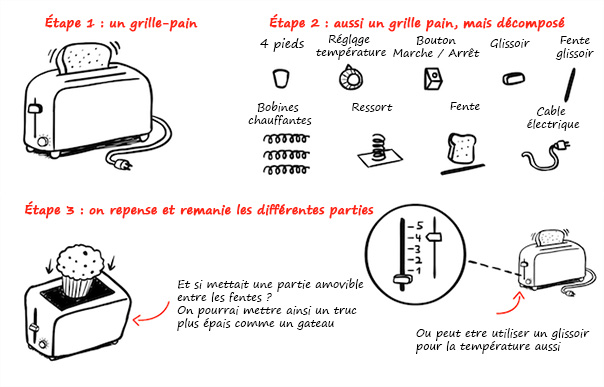 Étape 1 : un grille-pain
Étape 2 : aussi un grille pain, mais décomposé
4 pieds
Réglage
température
Bouton
Marche / Arrêt
Glissoir
Fente
glissoir
Bobines
chauffantes
Ressort
Fente
Cable
électrique
Étape 3 : on repense et remanie les différentes parties
Et si mettait une partie amovible
entre les fentes ?
On pourrai mettre ainsi un truc
plus épais comme un gateau
5
4
3
2
1
Ou peut etre utiliser un glissoir
pour la température aussi